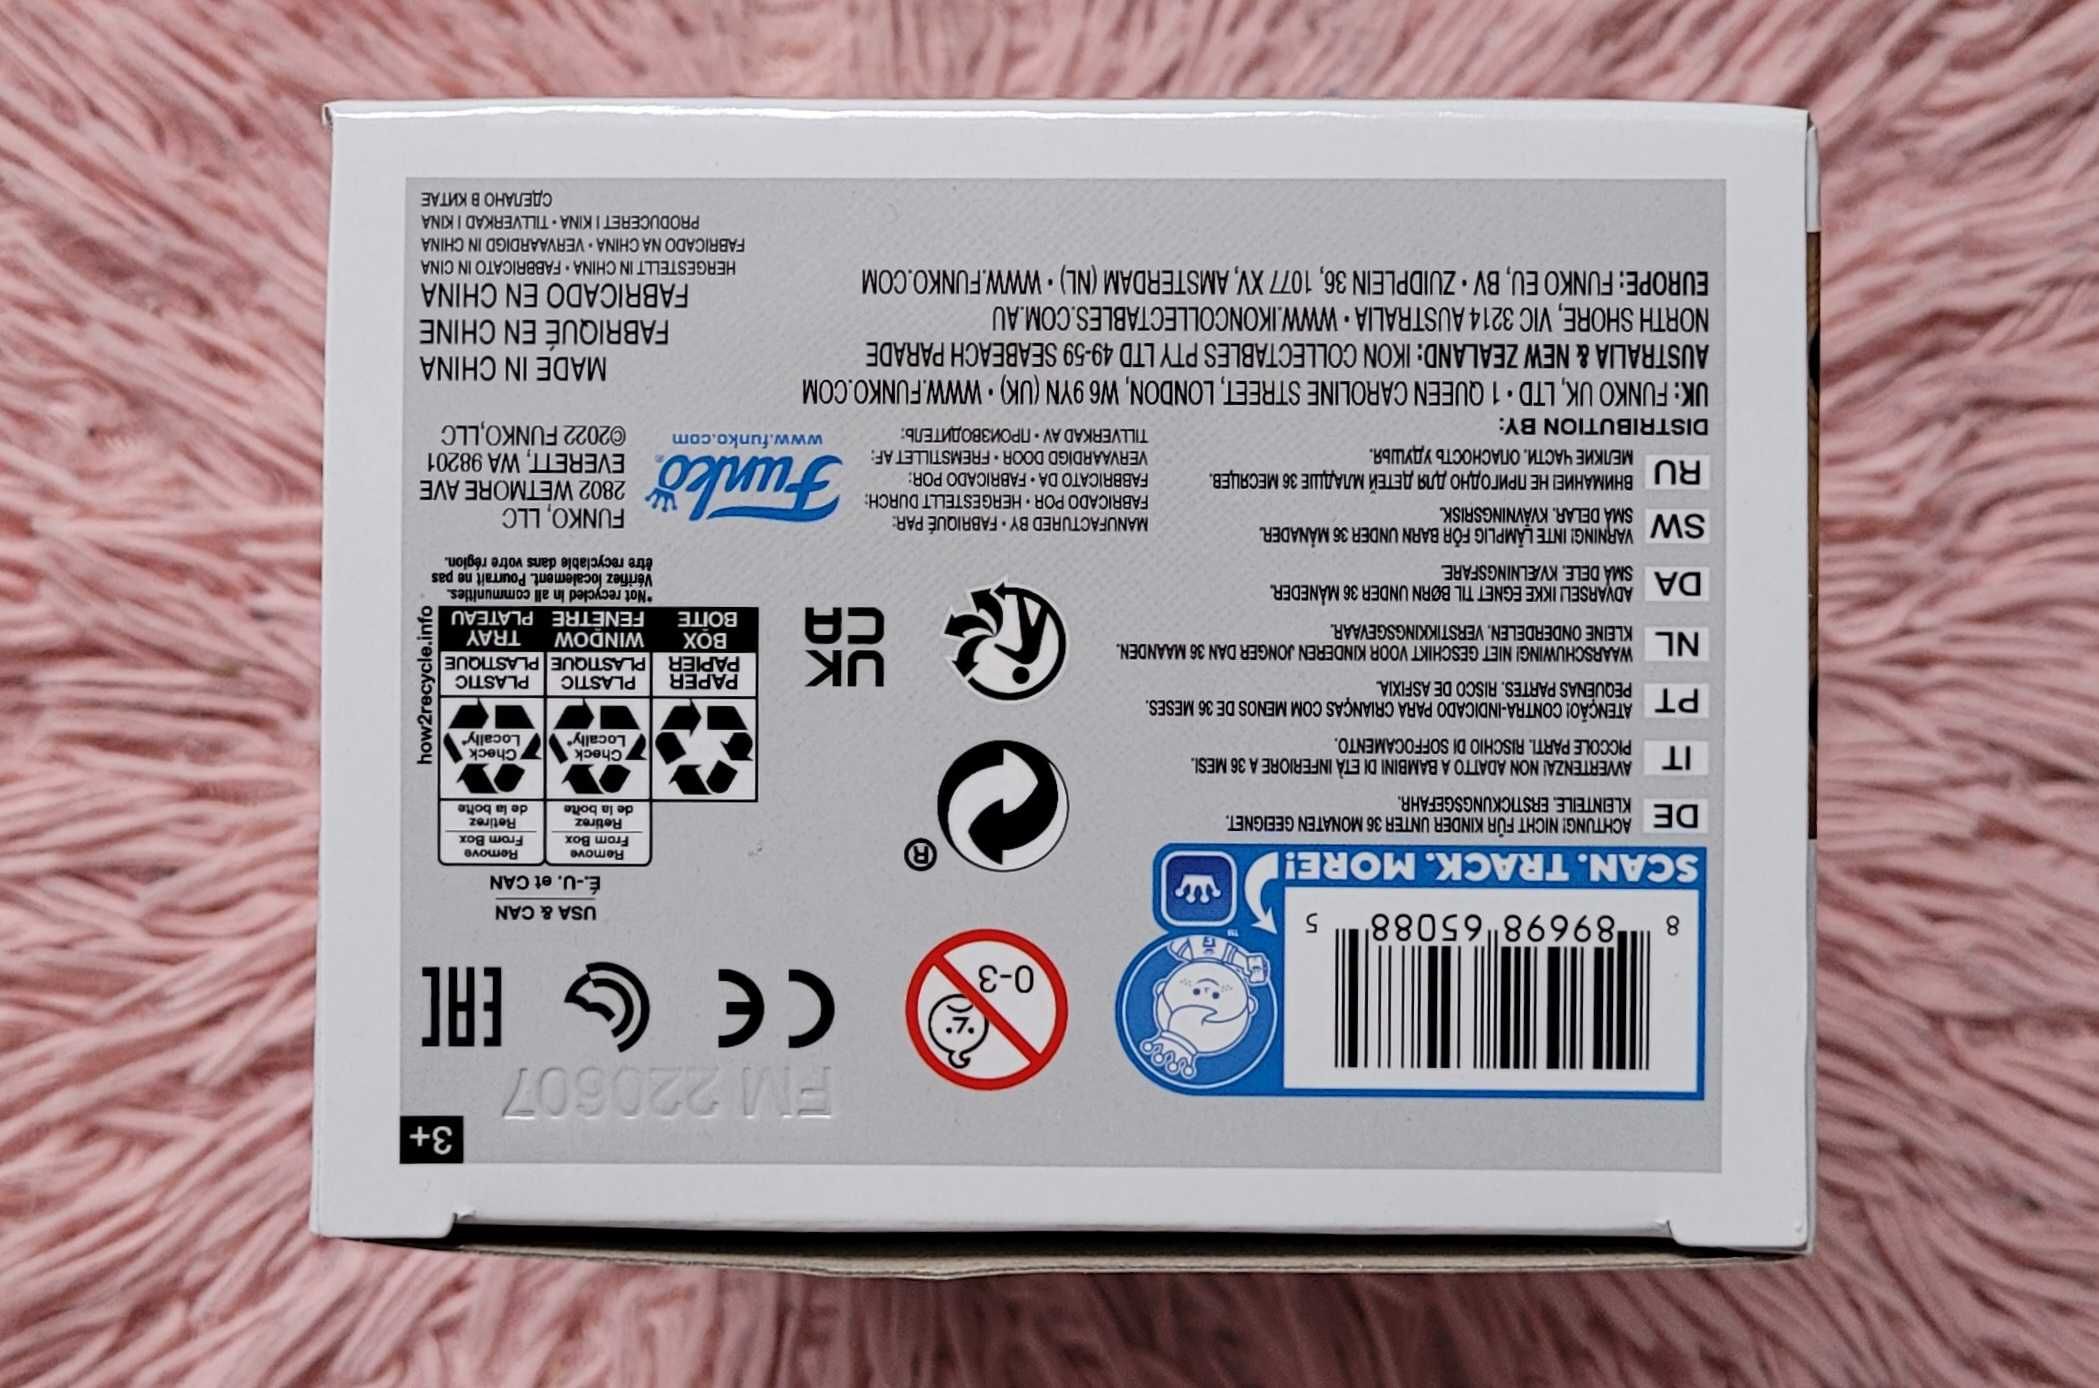 3+
FM 220607
8 89698 65088 5
SCAN. TRACK. MORE!
TM
0-3
CE
EAC
USA & CAN
É.-U. et CAN
Remove
From Box
Retirez
de la boîte
Remove
From Box
Retirez
de la boîte
Check
Locally*
Check
Locally*
PAPER
PAPIER
PLASTIC
PLASTIQUE
PLASTIC
PLASTIQUE
BOX
BOÎTE
WINDOW
FENÊTRE
TRAY
PLATEAU
how2recycle.info
*Not recycled in all communities.
Vérifiez localement. Pourrait ne pas
être recyclable dans votre région.
®
UK
CA
DE
ACHTUNG! NICHT FÜR KINDER UNTER 36 MONATEN GEEIGNET.
KLEINTEILE. ERSTICKUNGSGEFAHR.
IT
AVVERTENZA! NON ADATTO A BAMBINI DI ETÀ INFERIORE A 36 MESI.
PICCOLE PARTI. RISCHIO DI SOFFOCAMENTO.
PT
ATENÇÃO! CONTRA-INDICADO PARA CRIANÇAS COM MENOS DE 36 MESES.
PEQUENAS PARTES. RISCO DE ASFIXIA.
NL
WAARSCHUWING! NIET GESCHIKT VOOR KINDEREN JONGER DAN 36 MAANDEN.
KLEINE ONDERDELEN. VERSTIKKINGSGEVAAR.
DA
ADVARSEL! IKKE EGNET TIL BØRN UNDER 36 MÅNEDER.
SMÅ DELE. KVÆLNINGSFARE.
SW
VARNING! INTE LÄMPLIG FÖR BARN UNDER 36 MÅNADER.
SMÅ DELAR. KVÄVNINGSRISK.
RU
ВНИМАНИЕ! НЕ ПРИГОДНО ДЛЯ ДЕТЕЙ МЛАДШЕ 36 МЕСЯЦЕВ.
МЕЛКИЕ ЧАСТИ. ОПАСНОСТЬ УДУШЬЯ.
MANUFACTURED BY • FABRIQUÉ PAR:
FABRICADO POR • HERGESTELLT DURCH:
FABBRICATO DA • FABRICADO POR:
VERVAARDIGD DOOR • FREMSTILLET AF:
TILLVERKAD AV • ПРОИЗВОДИТЕЛЬ:
Funko®
www.funko.com
FUNKO, LLC
2802 WETMORE AVE
EVERETT, WA 98201
©2022 FUNKO, LLC
DISTRIBUTION BY:
UK: FUNKO UK, LTD • 1 QUEEN CAROLINE STREET, LONDON, W6 9YN (UK) • WWW.FUNKO.COM
AUSTRALIA & NEW ZEALAND: IKON COLLECTABLES PTY LTD 49-59 SEABEACH PARADE
NORTH SHORE, VIC 3214 AUSTRALIA • WWW.IKONCOLLECTABLES.COM.AU
EUROPE: FUNKO EU, BV • ZUIDPLEIN 36, 1077 XV, AMSTERDAM (NL) • WWW.FUNKO.COM
MADE IN CHINA
FABRIQUÉ EN CHINE
FABRICADO EN CHINA
HERGESTELLT IN CHINA • FABBRICATO IN CINA
FABRICADO NA CHINA • VERVAARDIGD IN CHINA
PRODUCERET I KINA • TILLVERKAD I KINA
СДЕЛАНО В КИТАЕ